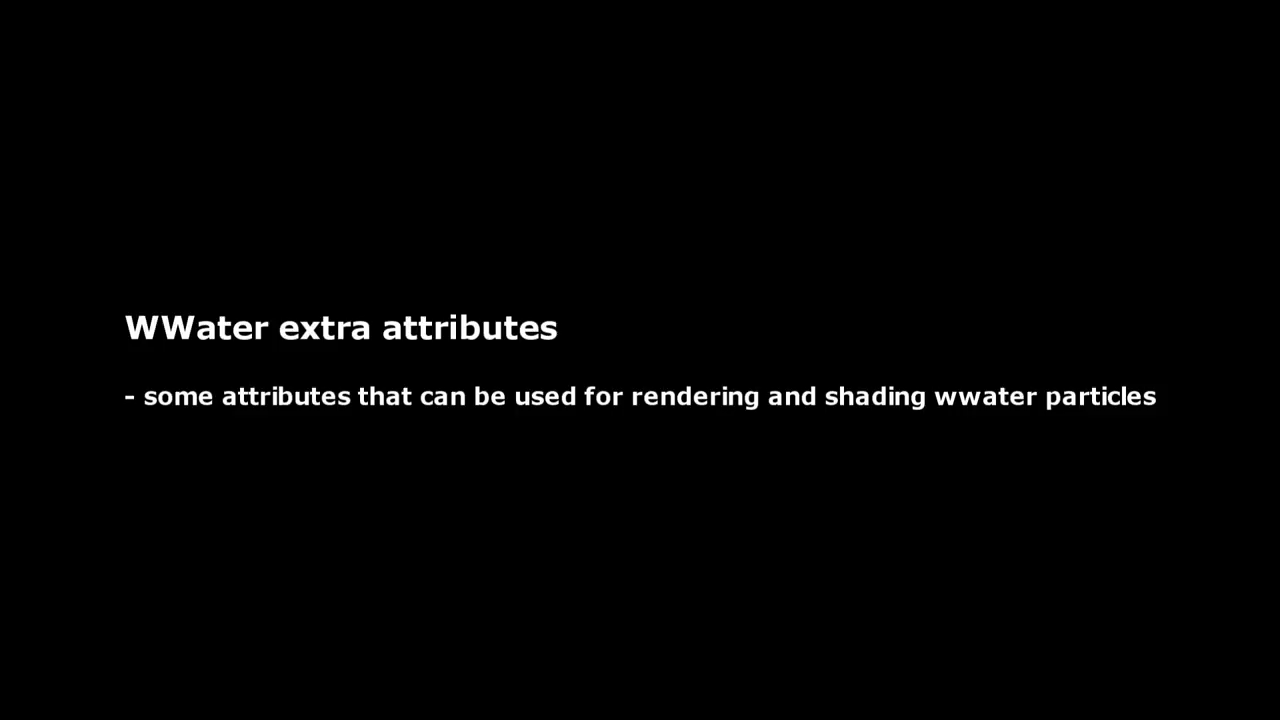 WWater extra attributes
- some attributes that can be used for rendering and shading wwater particles